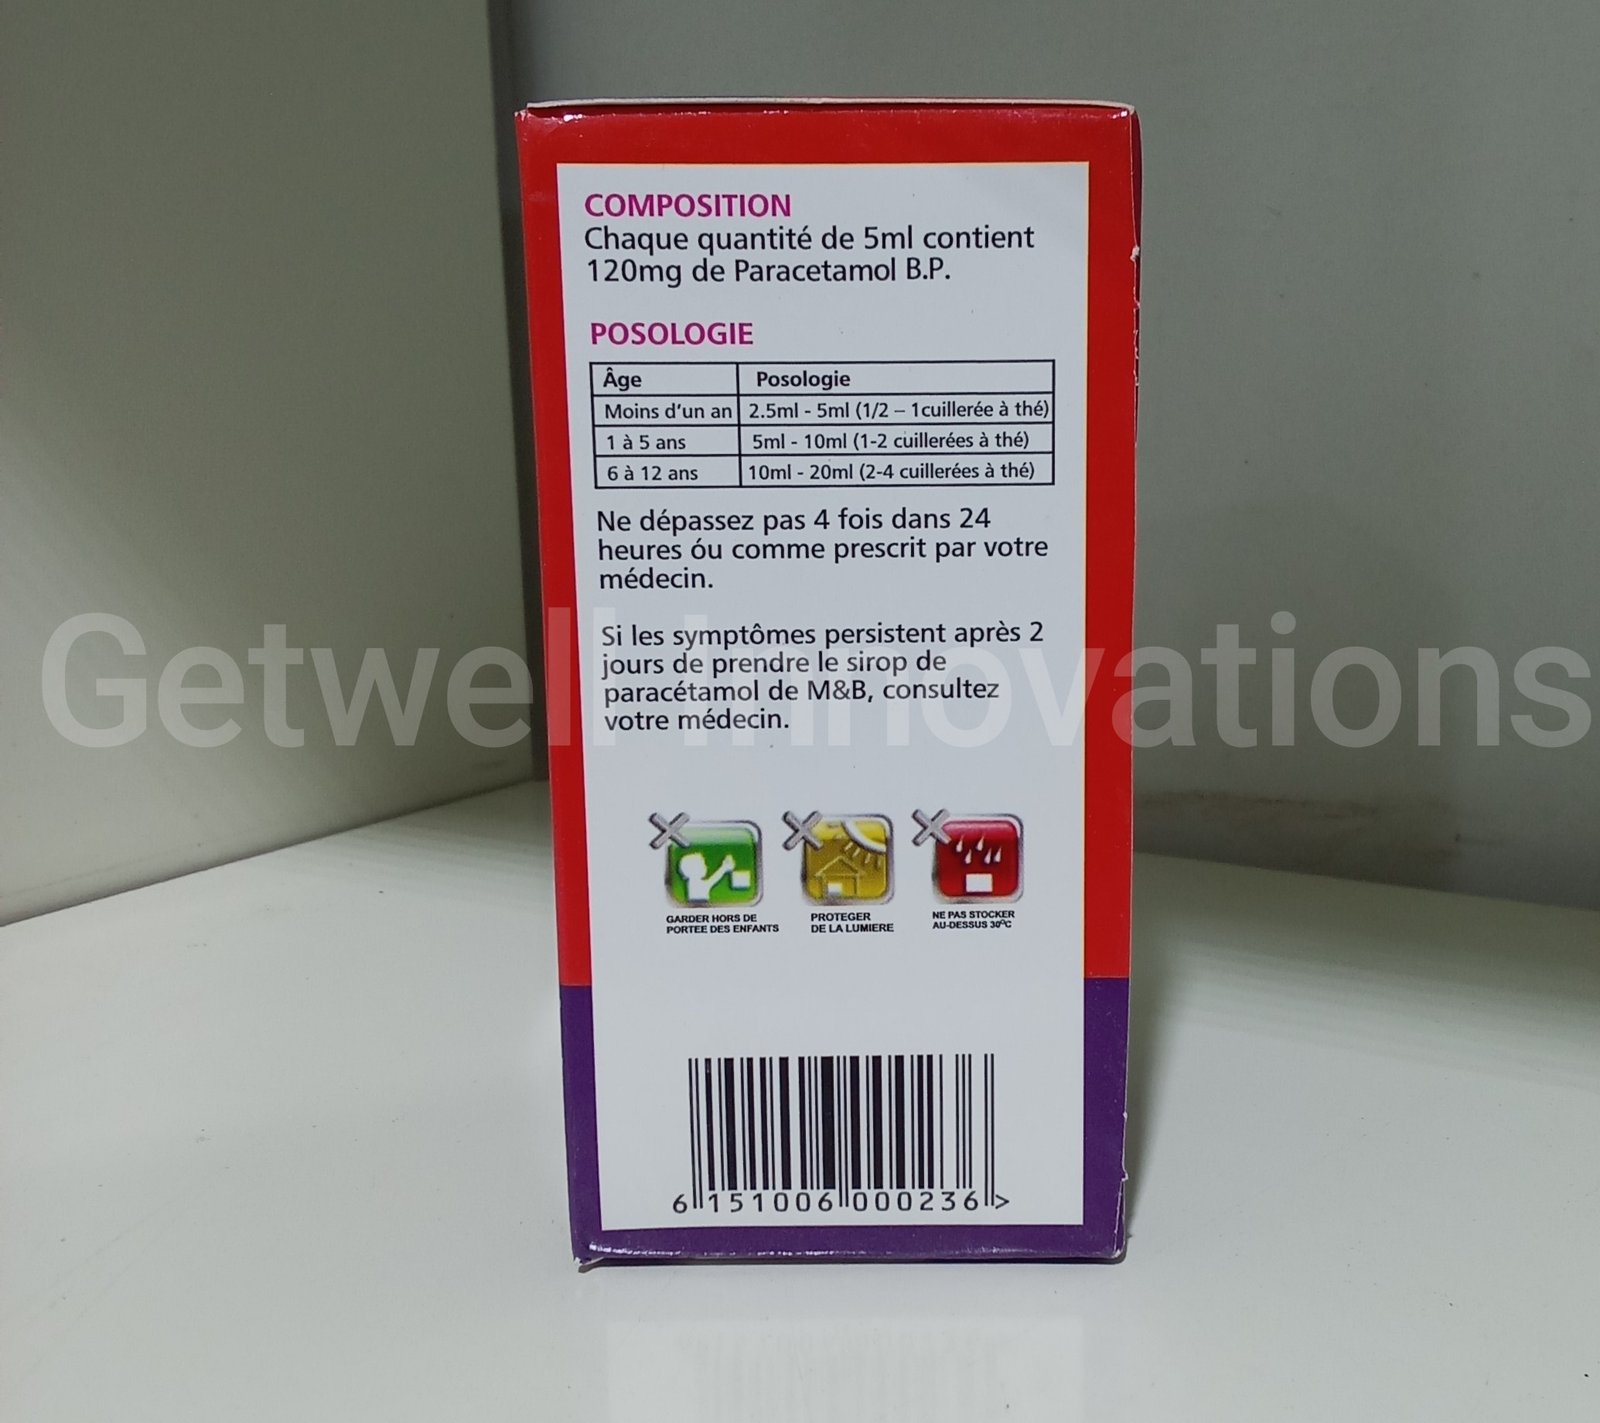 COMPOSITION
Chaque quantité de 5ml contient
120mg de Paracetamol B.P.
POSOLOGIE
Âge Posologie
Moins d'un an 2.5ml - 5ml (1/2 – 1cuillerée à thé)
1 à 5 ans 5ml - 10ml (1-2 cuillerées à thé)
6 à 12 ans 10ml - 20ml (2-4 cuillerées à thé)
Ne dépassez pas 4 fois dans 24
heures óu comme prescrit par votre
médecin.
Si les symptômes persistent après 2
jours de prendre le sirop de
paracétamol de M&B, consultez
votre médecin.
Getwell Innovations
GARDER HORS DE
PORTEE DES ENFANTS
PROTEGER
DE LA LUMIERE
NE PAS STOCKER
AU-DESSUS 30ºC
6 151006 000236 >